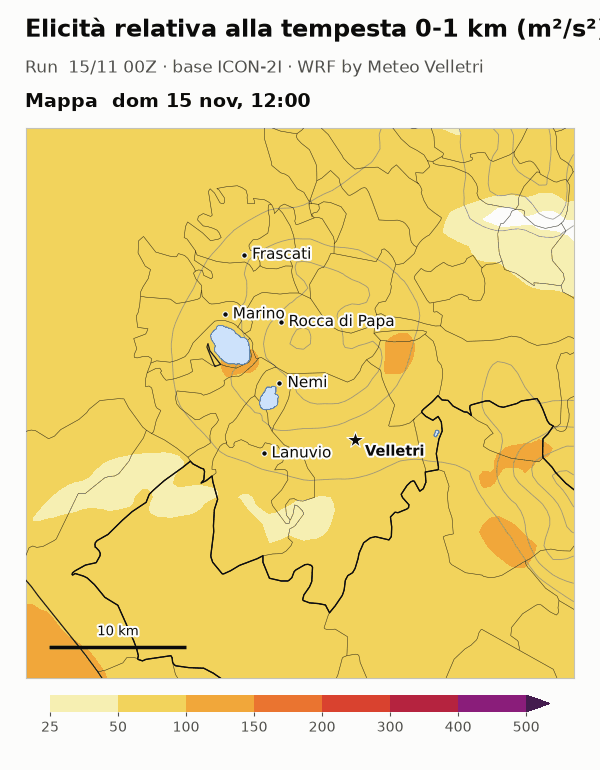 Elicità relativa alla tempesta 0-1 km (m²/s²)
Run 15/11 00Z · base ICON-2I · WRF by Meteo Velletri
Mappa dom 15 nov, 12:00
Frascati
Marino
Rocca di Papa
Nemi
Velletri
Lanuvio
10 km
25 50 100 150 200 300 400 500